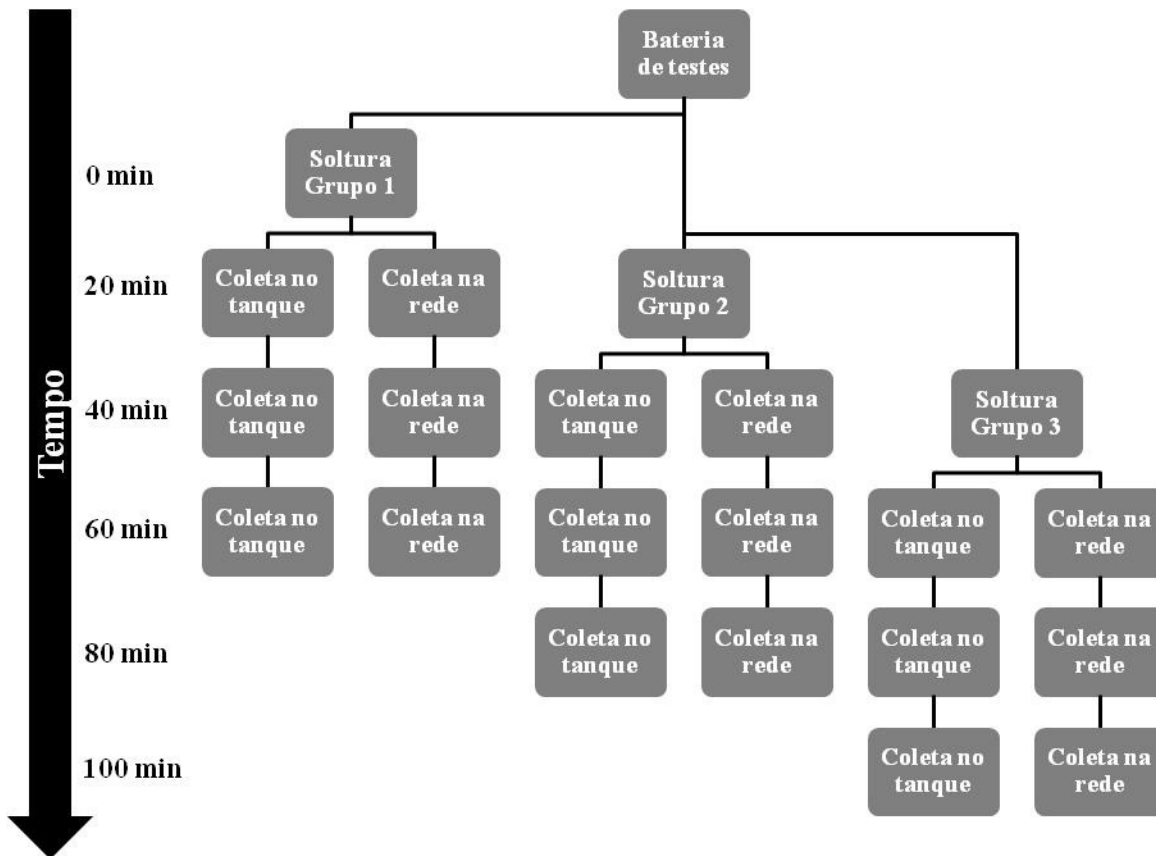 Bateria
de testes
Tempo
0 min
Soltura
Grupo 1
20 min
Coleta no
tanque
Coleta na
rede
Soltura
Grupo 2
40 min
Coleta no
tanque
Coleta na
rede
Coleta no
tanque
Coleta na
rede
Soltura
Grupo 3
60 min
Coleta no
tanque
Coleta na
rede
Coleta no
tanque
Coleta na
rede
Coleta no
tanque
Coleta na
rede
80 min
Coleta no
tanque
Coleta na
rede
Coleta no
tanque
Coleta na
rede
100 min
Coleta no
tanque
Coleta na
rede